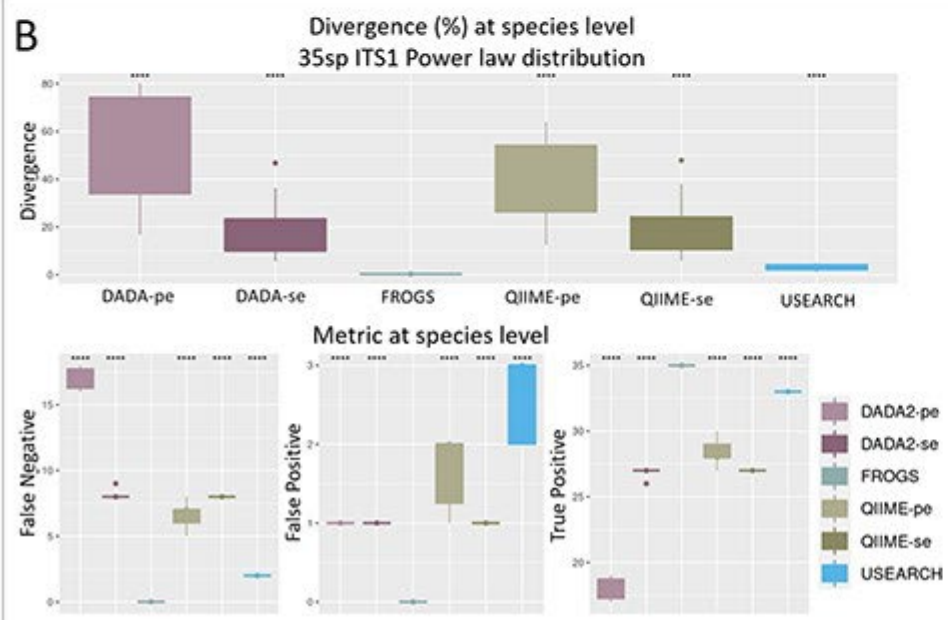 B
Divergence (%) at species level
35sp ITS1 Power law distribution
**** **** **** **** ****
Divergence
80
60
40
20
0
DADA-pe DADA-se FROGS QIIME-pe QIIME-se USEARCH
Metric at species level
**** **** **** **** ****
False Negative
15
10
5
0
**** **** **** **** ****
False Positive
3
2
1
0
**** **** **** **** ****
True Positive
35
30
25
20
DADA2-pe
DADA2-se
FROGS
QIIME-pe
QIIME-se
USEARCH